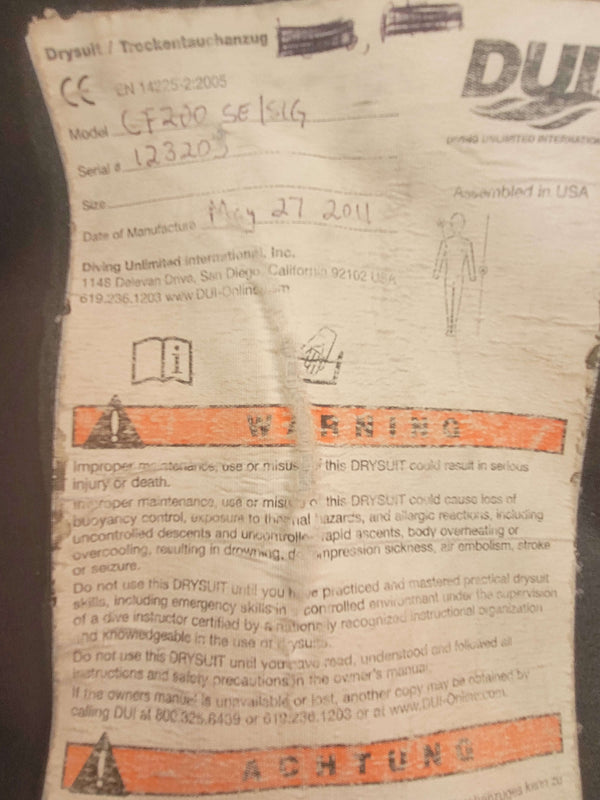 Drysuit / Trockentauchanzug ,
DUI
CE EN 14225-2:2005
DIVING UNLIMITED INTERNATIONAL
Model CF200 SE/SIG
Serial # 123203
Assembled in USA
Size
Date of Manufacture May 27 2011
Diving Unlimited International, Inc.
1148 Delevan Drive, San Diego, California 92102 USA
619.236.1203 www.DUI-Online.com
i
WARNING
Improper maintenance, use or misuse of this DRYSUIT could result in serious
injury or death.
Improper maintenance, use or misuse of this DRYSUIT could cause loss of
buoyancy control, exposure to thermal hazards, and allergic reactions, including
uncontrolled descents and uncontrolled rapid ascents, body overheating or
overcooling, resulting in drowning, decompression sickness, air embolism, stroke
or seizure.
Do not use this DRYSUIT until you have practiced and mastered practical drysuit
skills, including emergency skills in a controlled environment under the supervision
of a dive instructor certified by a nationally recognized instructional organization
and knowledgeable in the use of drysuits.
Do not use this DRYSUIT until you have read, understood and followed all
instructions and safety precautions in the owner's manual.
If the owners manual is unavailable or lost, another copy may be obtained by
calling DUI at 800.325.8439 or 619.236.1203 or at www.DUI-Online.com.
ACHTUNG
kann zu